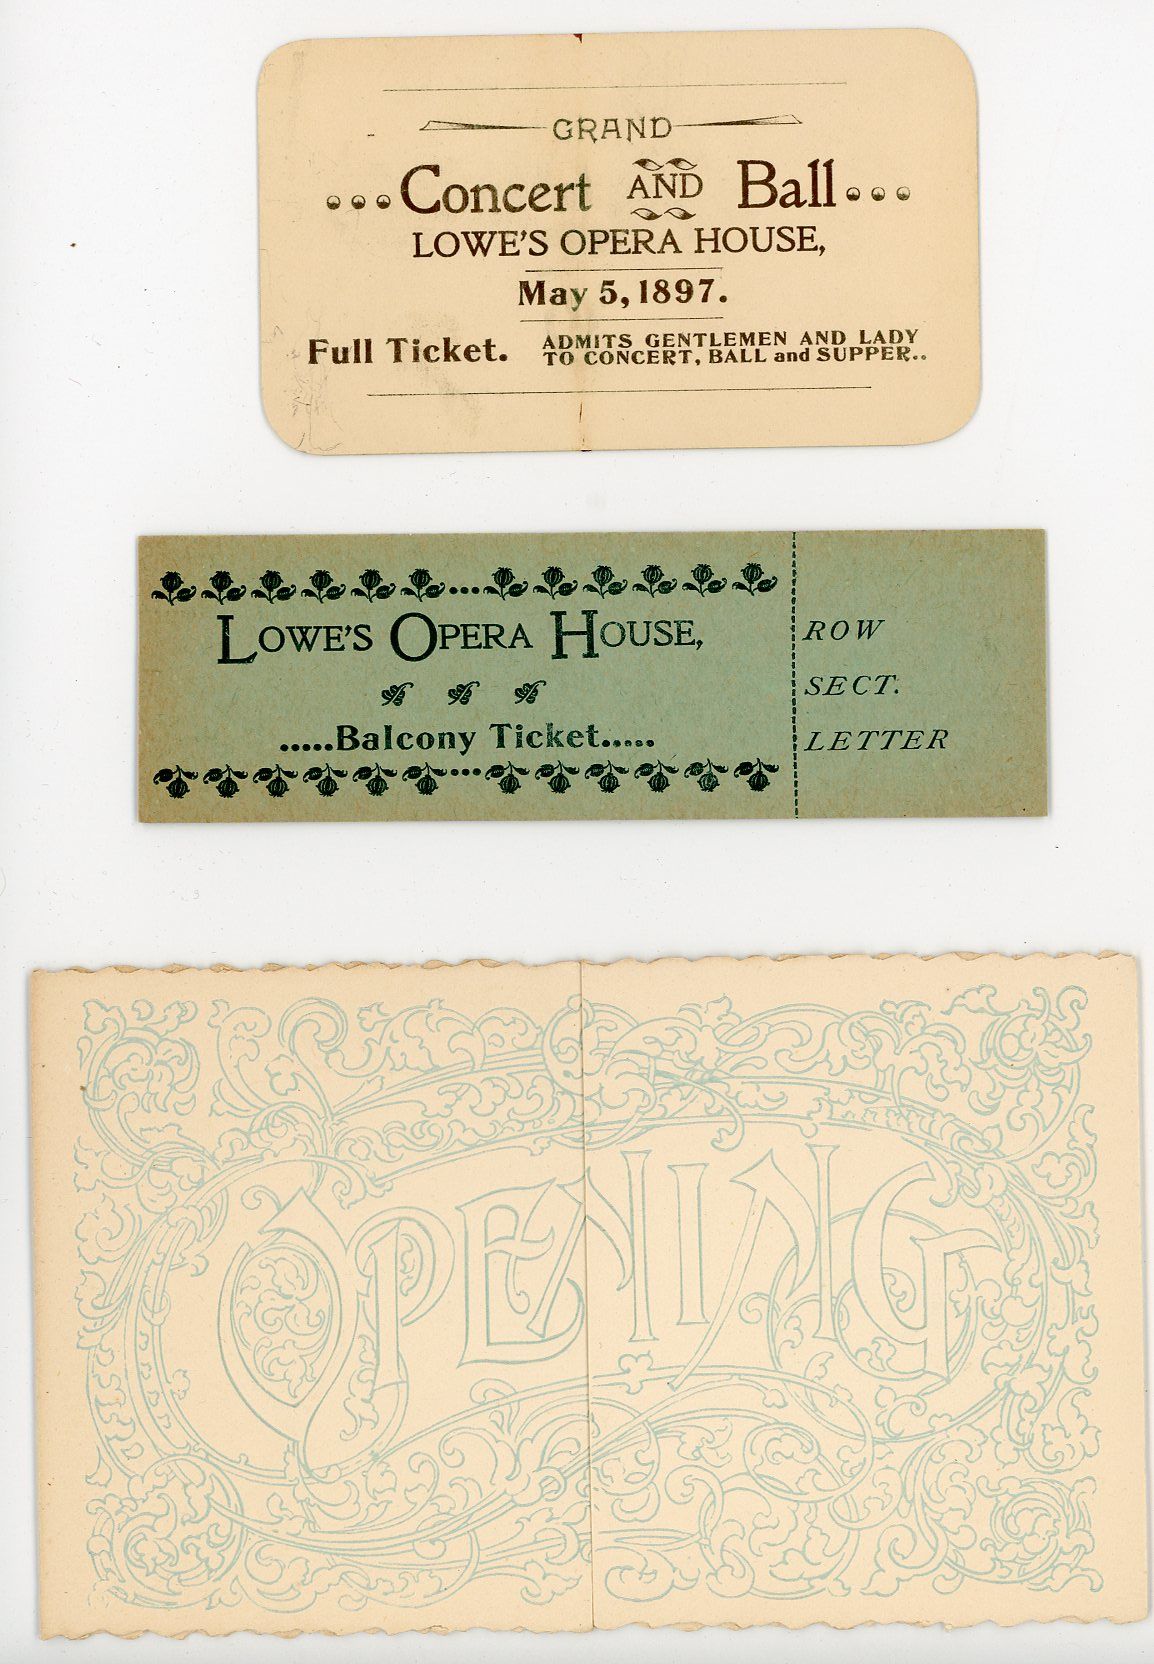 GRAND
Concert AND Ball
LOWE'S OPERA HOUSE,
May 5, 1897.
Full Ticket. ADMITS GENTLEMEN AND LADY
TO CONCERT, BALL and SUPPER..
LOWE'S OPERA HOUSE,
.....Balcony Ticket.....
ROW
SECT.
LETTER
OPENING